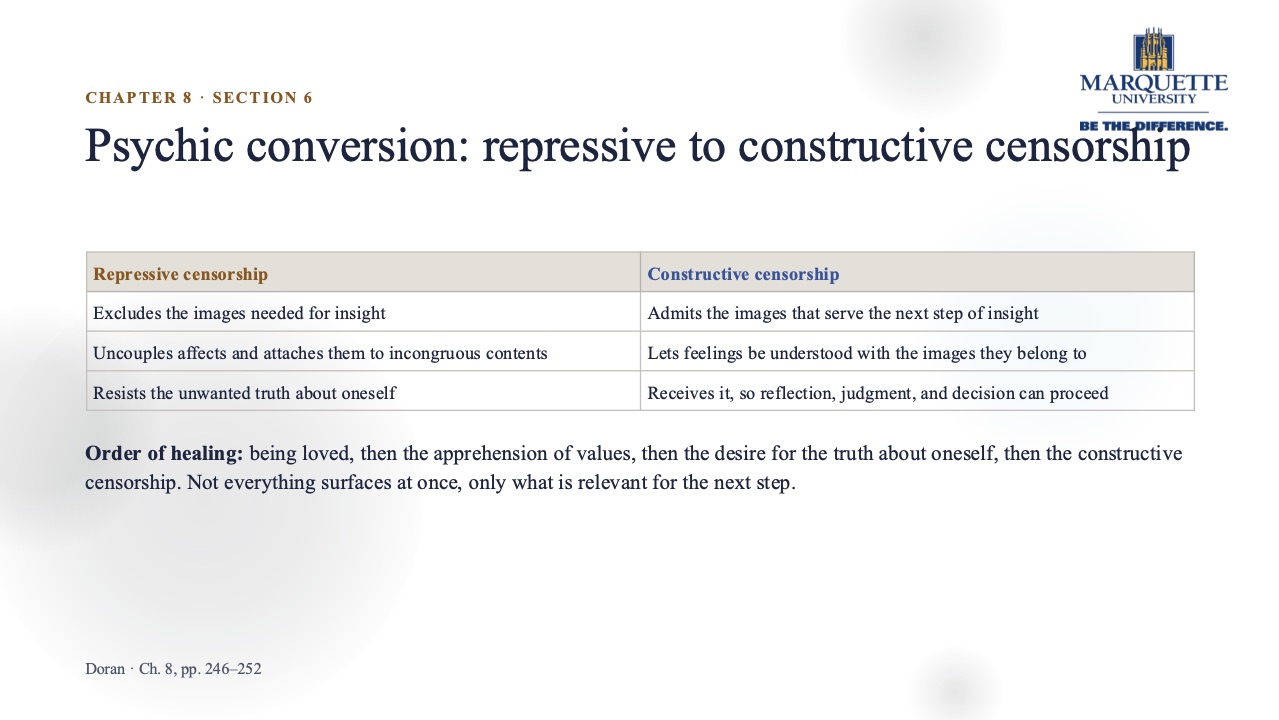 MARQUETTE
UNIVERSITY
BE THE DIFFERENCE.
CHAPTER 8 · SECTION 6
Psychic conversion: repressive to constructive censorship
Repressive censorship
Constructive censorship
Excludes the images needed for insight
Admits the images that serve the next step of insight
Uncouples affects and attaches them to incongruous contents
Lets feelings be understood with the images they belong to
Resists the unwanted truth about oneself
Receives it, so reflection, judgment, and decision can proceed
Order of healing: being loved, then the apprehension of values, then the desire for the truth about oneself, then the constructive
censorship. Not everything surfaces at once, only what is relevant for the next step.
Doran · Ch. 8, pp. 246–252